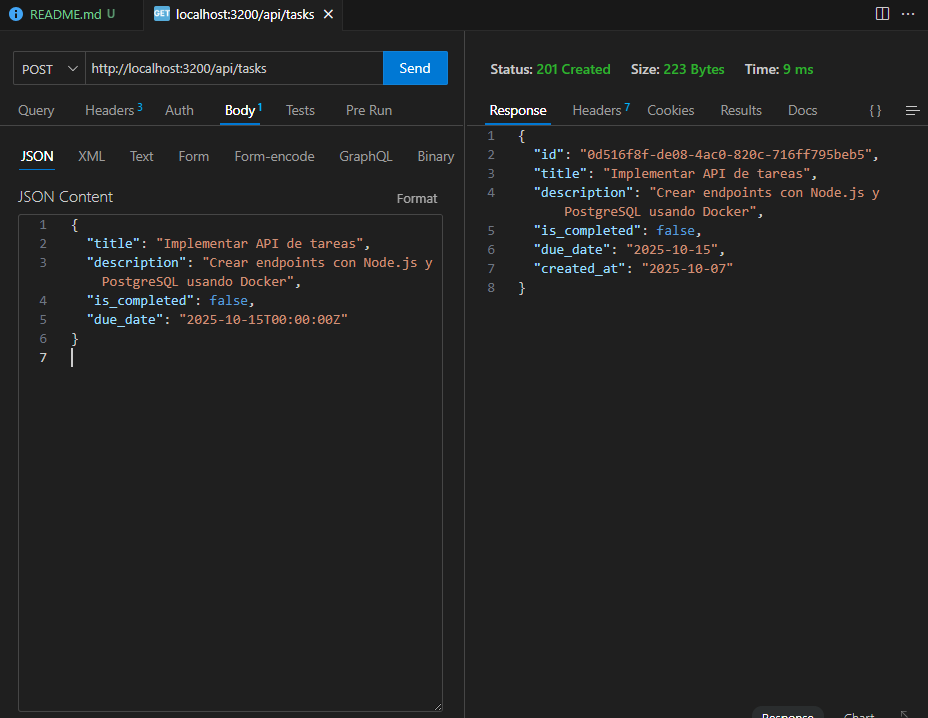 README.md U
GET localhost:3200/api/tasks
POST http://localhost:3200/api/tasks Send
Query Headers 3 Auth Body 1 Tests Pre Run
JSON XML Text Form Form-encode GraphQL Binary
JSON Content Format
1 {
2 "title": "Implementar API de tareas",
3 "description": "Crear endpoints con Node.js y
PostgreSQL usando Docker",
4 "is_completed": false,
5 "due_date": "2025-10-15T00:00:00Z"
6 }
7
Status: 201 Created Size: 223 Bytes Time: 9 ms
Response Headers 7 Cookies Results Docs { }
1 {
2 "id": "0d516f8f-de08-4ac0-820c-716ff795beb5",
3 "title": "Implementar API de tareas",
4 "description": "Crear endpoints con Node.js y
PostgreSQL usando Docker",
5 "is_completed": false,
6 "due_date": "2025-10-15",
7 "created_at": "2025-10-07"
8 }
Response Chart